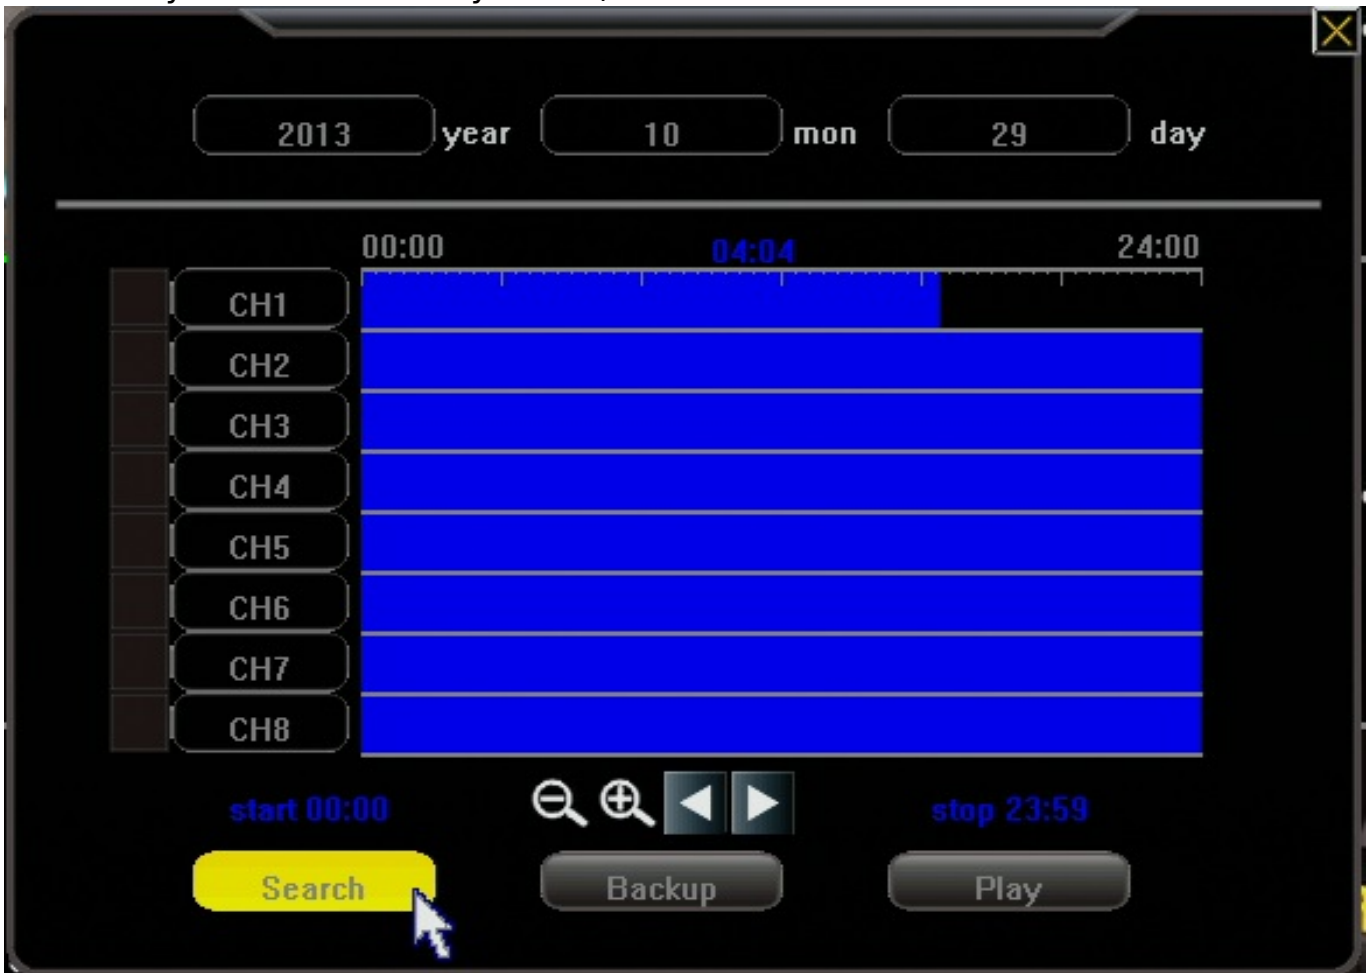 2013 year 10 mon 29 day
00:00 04:04 24:00
CH1
CH2
CH3
CH4
CH5
CH6
CH7
CH8
start 00:00 stop 23:59
Search Backup Play